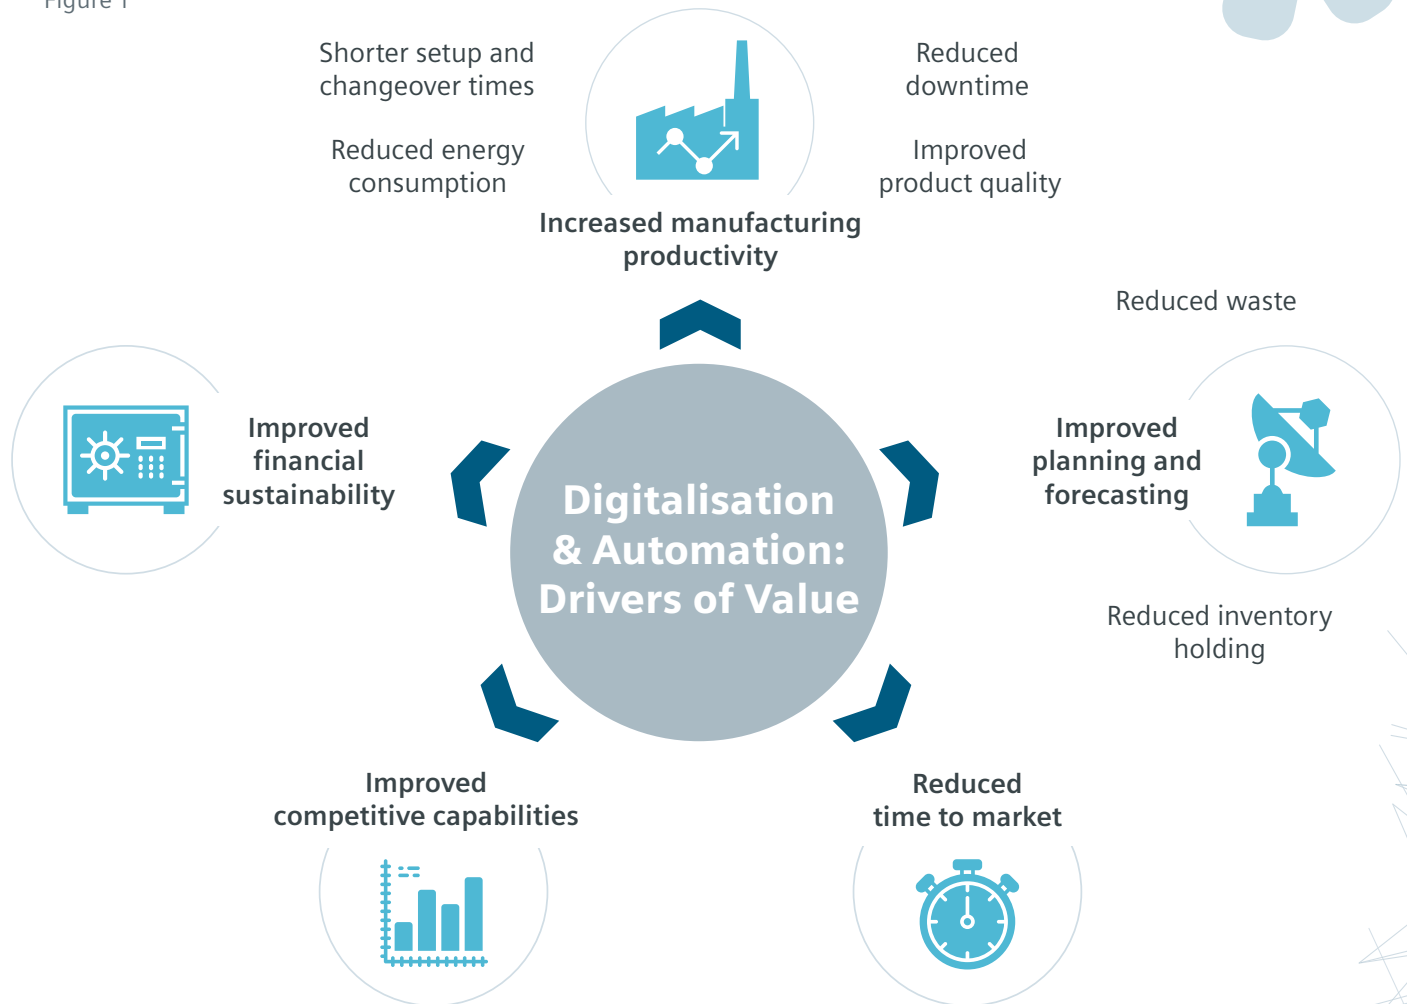 Figure 1
Shorter setup and
changeover times
Reduced energy
consumption
Reduced
downtime
Improved
product quality
Increased manufacturing
productivity
Reduced waste
Improved
planning and
forecasting
Reduced inventory
holding
Improved
financial
sustainability
Digitalisation
& Automation:
Drivers of Value
Improved
competitive capabilities
Reduced
time to market